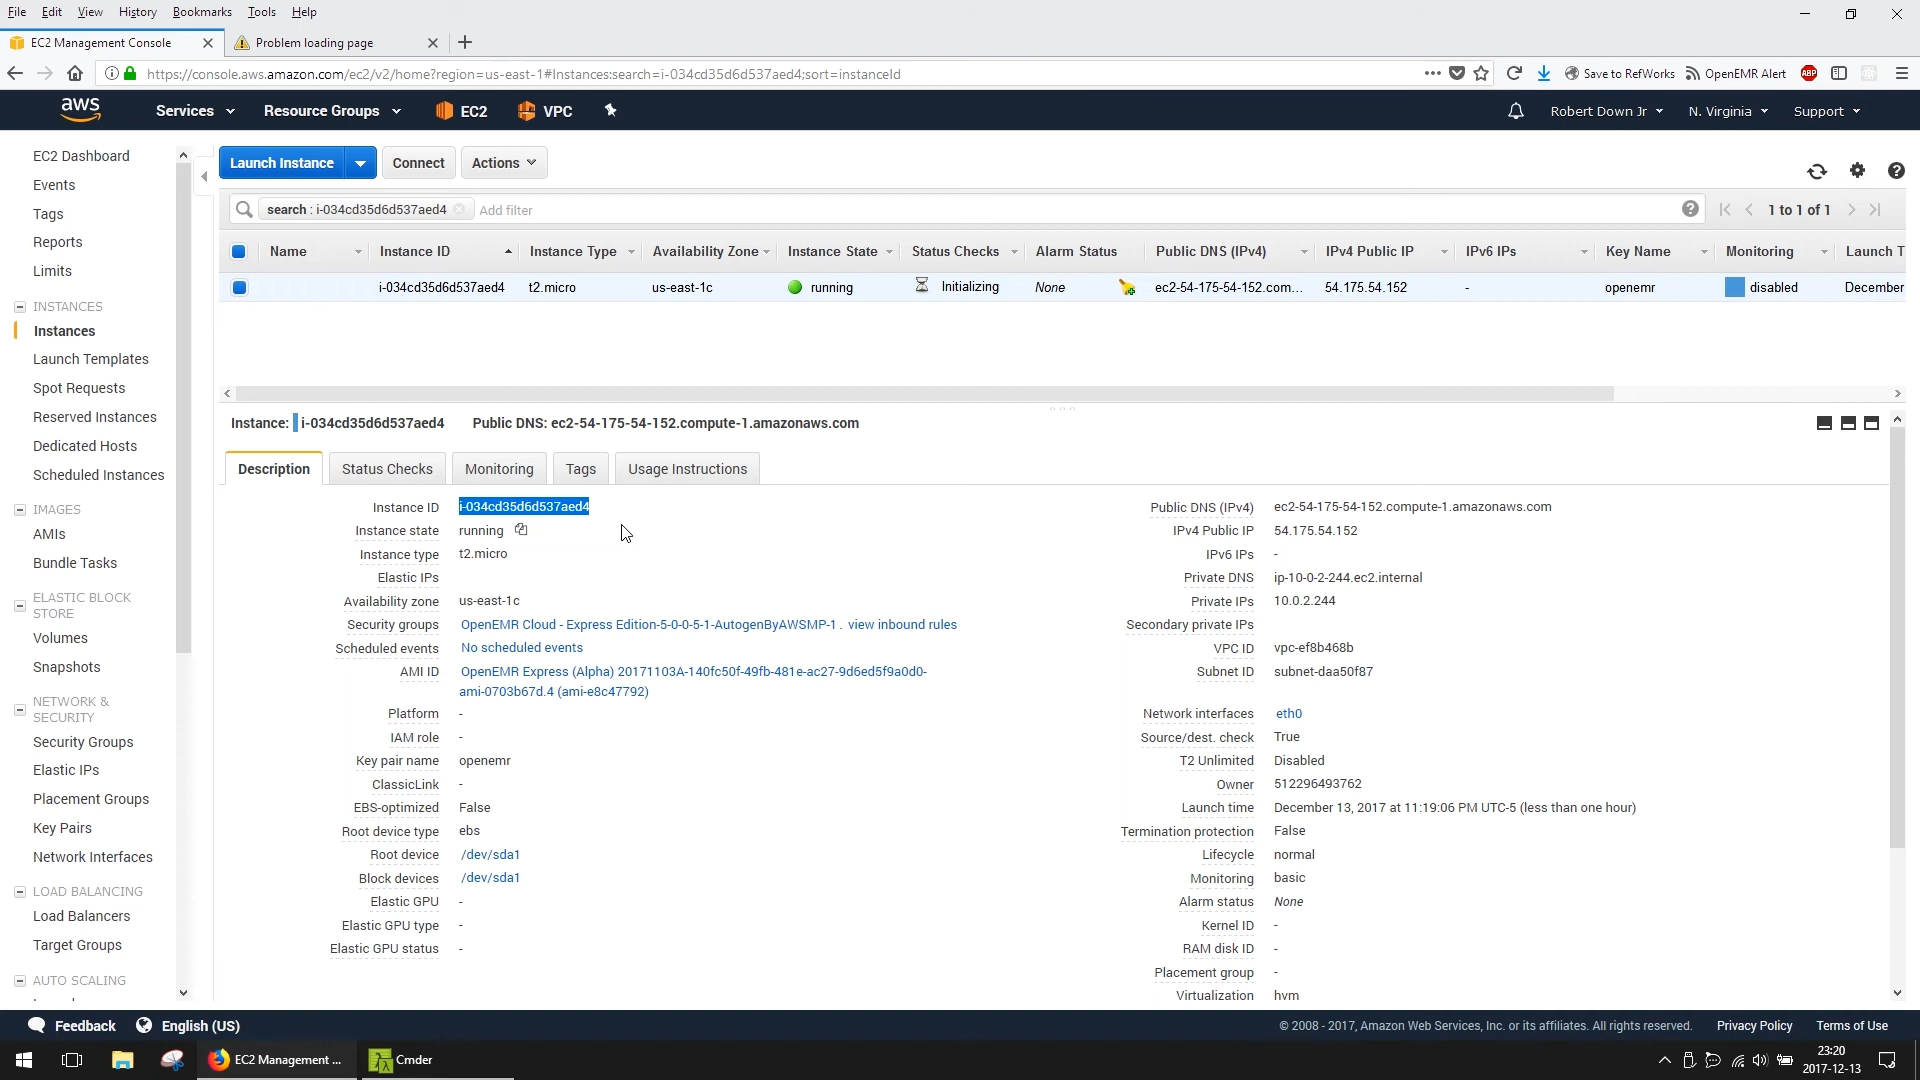 File Edit View History Bookmarks Tools Help
EC2 Management Console
Problem loading page
https://console.aws.amazon.com/ec2/v2/home?region=us-east-1#Instances:search=i-034cd35d6d537aed4;sort=instanceId
Save to RefWorks
OpenEMR Alert
ABP
aws
Services
Resource Groups
EC2
VPC
Robert Down Jr
N. Virginia
Support
EC2 Dashboard
Events
Tags
Reports
Limits
INSTANCES
Instances
Launch Templates
Spot Requests
Reserved Instances
Dedicated Hosts
Scheduled Instances
IMAGES
AMIs
Bundle Tasks
ELASTIC BLOCK
STORE
Volumes
Snapshots
NETWORK &
SECURITY
Security Groups
Elastic IPs
Placement Groups
Key Pairs
Network Interfaces
LOAD BALANCING
Load Balancers
Target Groups
AUTO SCALING
Launch Instance
Connect
Actions
search : i-034cd35d6d537aed4
Add filter
1 to 1 of 1
Name Instance ID Instance Type Availability Zone Instance State Status Checks Alarm Status Public DNS (IPv4) IPv4 Public IP IPv6 IPs Key Name Monitoring Launch T
i-034cd35d6d537aed4 t2.micro us-east-1c running Initializing None ec2-54-175-54-152.com... 54.175.54.152 - openemr disabled December
Instance: i-034cd35d6d537aed4 Public DNS: ec2-54-175-54-152.compute-1.amazonaws.com
Description Status Checks Monitoring Tags Usage Instructions
Instance ID i-034cd35d6d537aed4
Instance state running
Instance type t2.micro
Elastic IPs
Availability zone us-east-1c
Security groups OpenEMR Cloud - Express Edition-5-0-0-5-1-AutogenByAWSMP-1 . view inbound rules
Scheduled events No scheduled events
AMI ID OpenEMR Express (Alpha) 20171103A-140fc50f-49fb-481e-ac27-9d6ed5f9a0d0-
ami-0703b67d.4 (ami-e8c47792)
Platform -
IAM role -
Key pair name openemr
ClassicLink -
EBS-optimized False
Root device type ebs
Root device /dev/sda1
Block devices /dev/sda1
Elastic GPU -
Elastic GPU type -
Elastic GPU status -
Public DNS (IPv4) ec2-54-175-54-152.compute-1.amazonaws.com
IPv4 Public IP 54.175.54.152
IPv6 IPs -
Private DNS ip-10-0-2-244.ec2.internal
Private IPs 10.0.2.244
Secondary private IPs
VPC ID vpc-ef8b468b
Subnet ID subnet-daa50f87
Network interfaces eth0
Source/dest. check True
T2 Unlimited Disabled
Owner 512296493762
Launch time December 13, 2017 at 11:19:06 PM UTC-5 (less than one hour)
Termination protection False
Lifecycle normal
Monitoring basic
Alarm status None
Kernel ID -
RAM disk ID -
Placement group -
Virtualization hvm
Feedback
English (US)
© 2008 - 2017, Amazon Web Services, Inc. or its affiliates. All rights reserved.
Privacy Policy
Terms of Use
EC2 Management ...
Cmder
23:20
2017-12-13